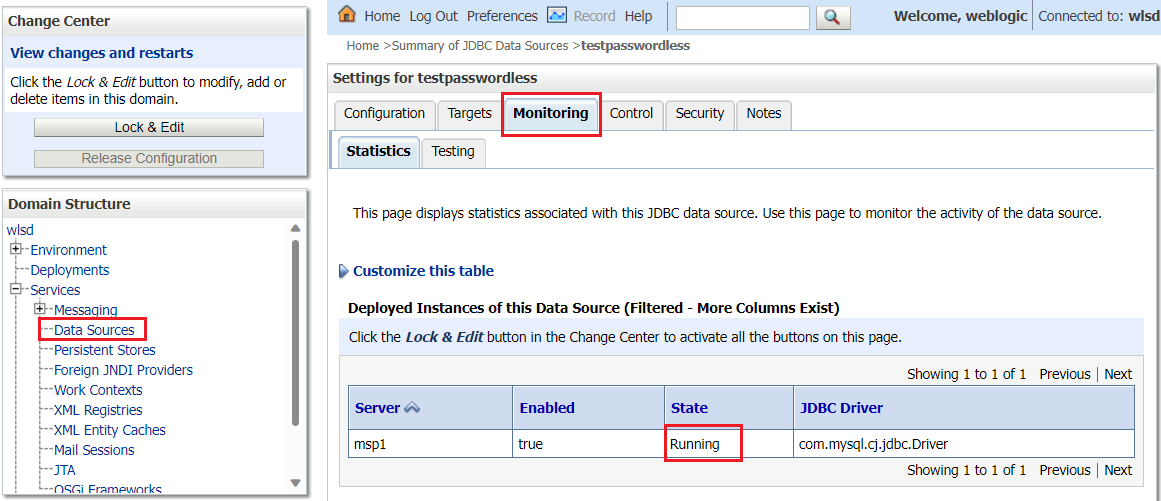 Change Center
View changes and restarts
Click the Lock & Edit button to modify, add or
delete items in this domain.
Lock & Edit
Release Configuration
Domain Structure
wlsd
Environment
Deployments
Services
Messaging
Data Sources
Persistent Stores
Foreign JNDI Providers
Work Contexts
XML Registries
XML Entity Caches
Mail Sessions
JTA
OSGi Frameworks
Home Log Out Preferences Record Help
Welcome, weblogic Connected to: wlsd
Home >Summary of JDBC Data Sources >testpasswordless
Settings for testpasswordless
Configuration Targets Monitoring Control Security Notes
Statistics Testing
This page displays statistics associated with this JDBC data source. Use this page to monitor the activity of the data source.
Customize this table
Deployed Instances of this Data Source (Filtered - More Columns Exist)
Click the Lock & Edit button in the Change Center to activate all the buttons on this page.
Showing 1 to 1 of 1 Previous | Next
Server Enabled State JDBC Driver
msp1 true Running com.mysql.cj.jdbc.Driver
Showing 1 to 1 of 1 Previous | Next